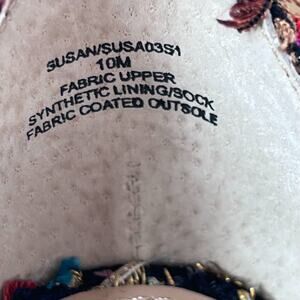 SUSAN/SUSA03S1
10M
FABRIC UPPER
SYNTHETIC LINING/SOCK
FABRIC COATED OUTSOLE